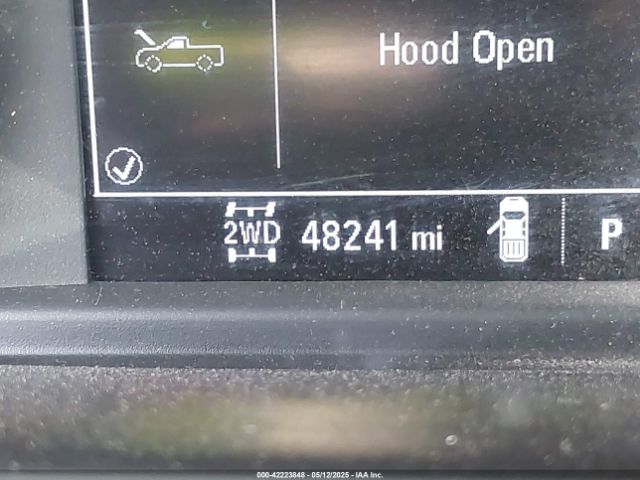 Hood Open
2WD 48241 mi P
000-42223848 - 05/12/2025 - IAA Inc.